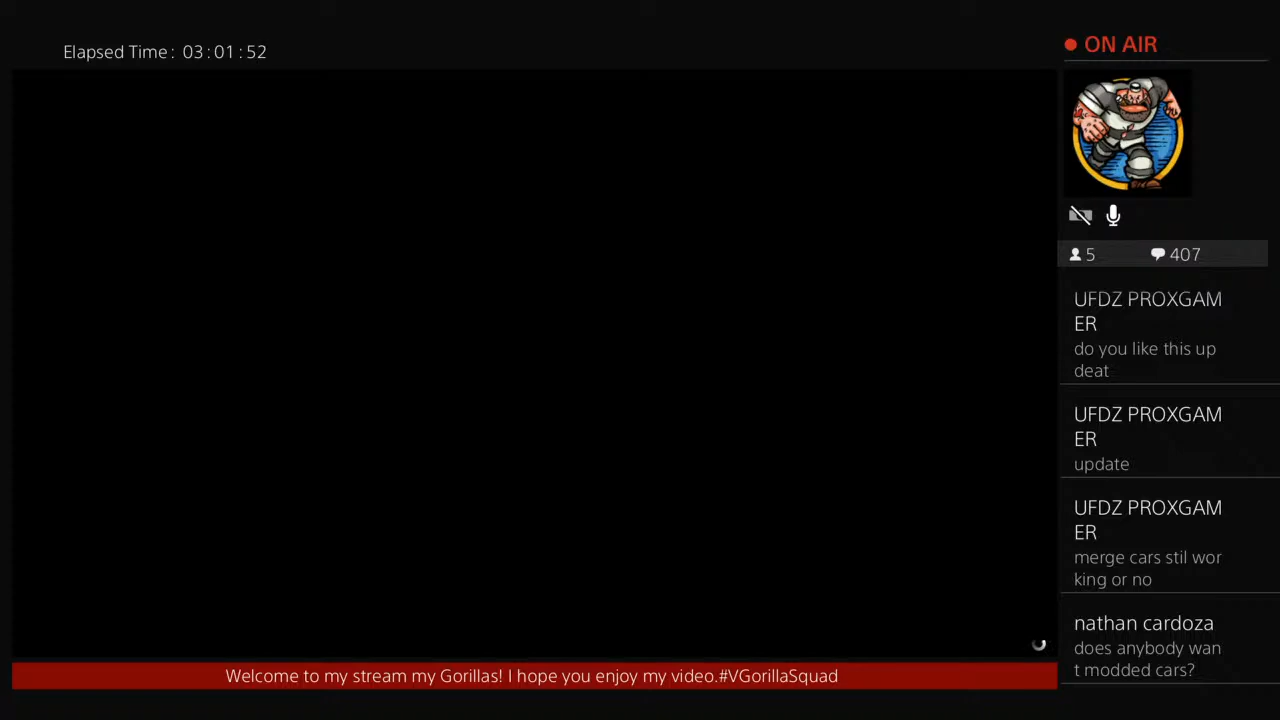 Elapsed Time: 03:01:52
ON AIR
5 407
UFDZ PROXGAM
ER
do you like this up
deat
UFDZ PROXGAM
ER
update
UFDZ PROXGAM
ER
merge cars stil wor
king or no
nathan cardoza
does anybody wan
t modded cars?
Welcome to my stream my Gorillas! I hope you enjoy my video.#VGorillaSquad